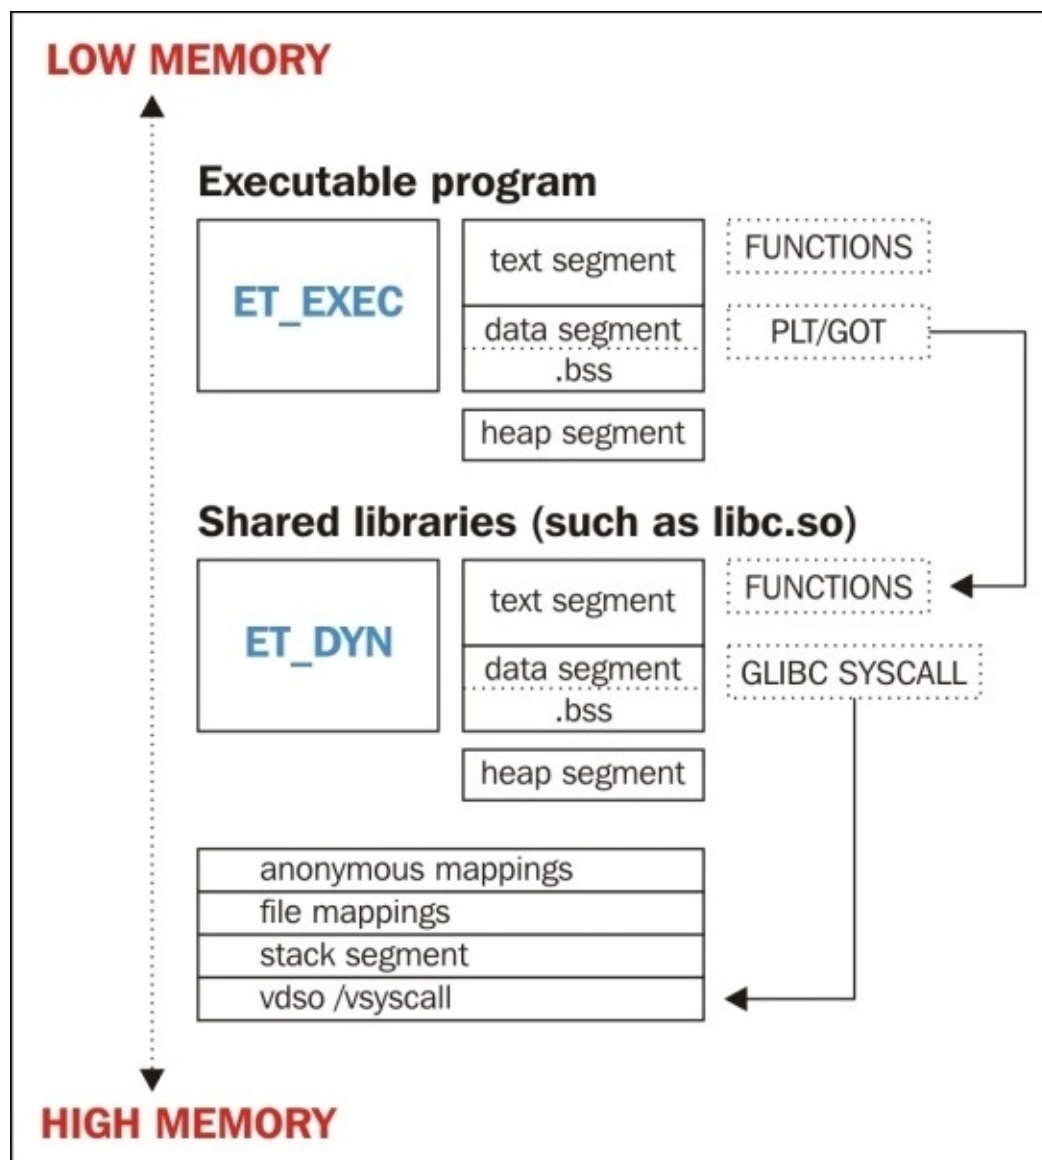 LOW MEMORY
Executable program
ET_EXEC
text segment
data segment
.bss
heap segment
FUNCTIONS
PLT/GOT
Shared libraries (such as libc.so)
ET_DYN
text segment
data segment
.bss
heap segment
FUNCTIONS
GLIBC SYSCALL
anonymous mappings
file mappings
stack segment
vdso /vsyscall
HIGH MEMORY